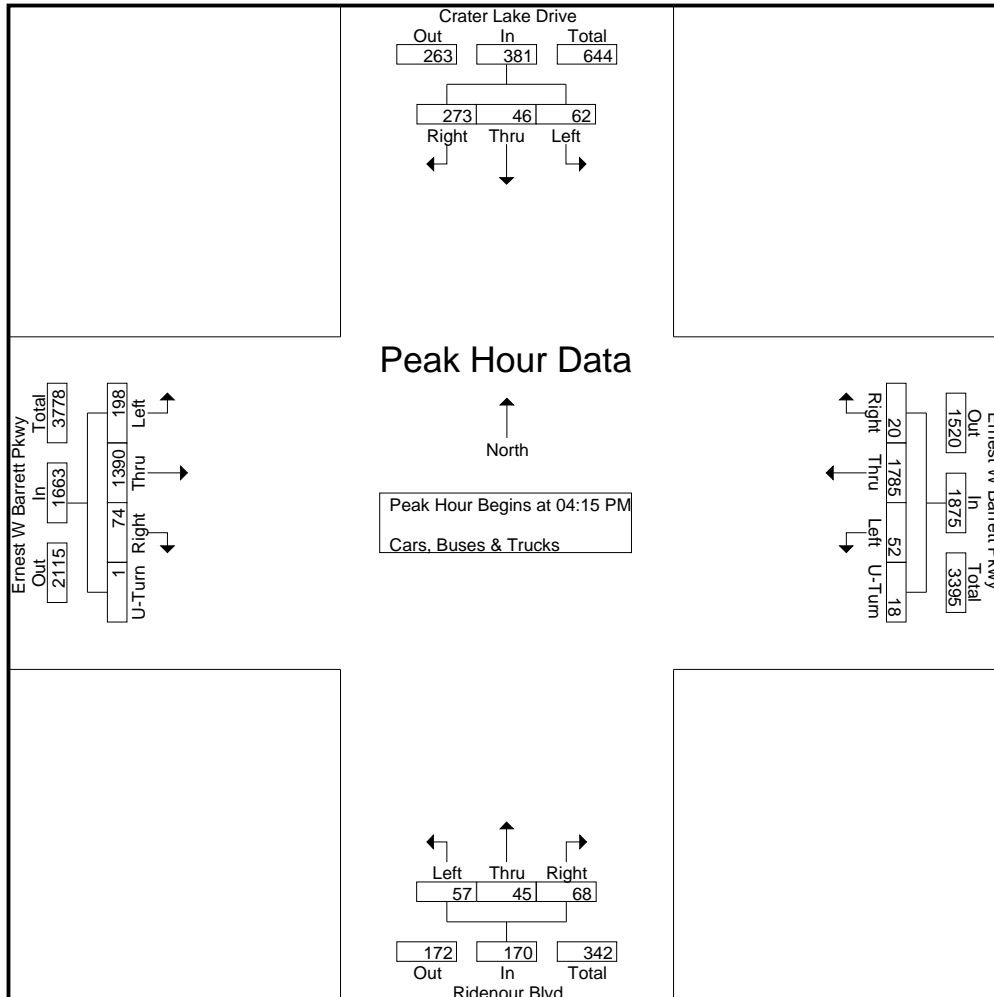 Crater Lake Drive
Out In Total
263 381 644
273 46 62
Right Thru Left
Peak Hour Data
North
Peak Hour Begins at 04:15 PM
Cars, Buses & Trucks
Ernest W Barrett Pkwy
Out In Total
2115 1663 3778
198 1390 74 1
Left Thru Right U-Turn
Ernest W Barrett Pkwy
Out In Total
1520 1875 3395
20 1785 52 18
Right Thru Left U-Turn
Left Thru Right
57 45 68
172 170 342
Out In Total
Ridenour Blvd